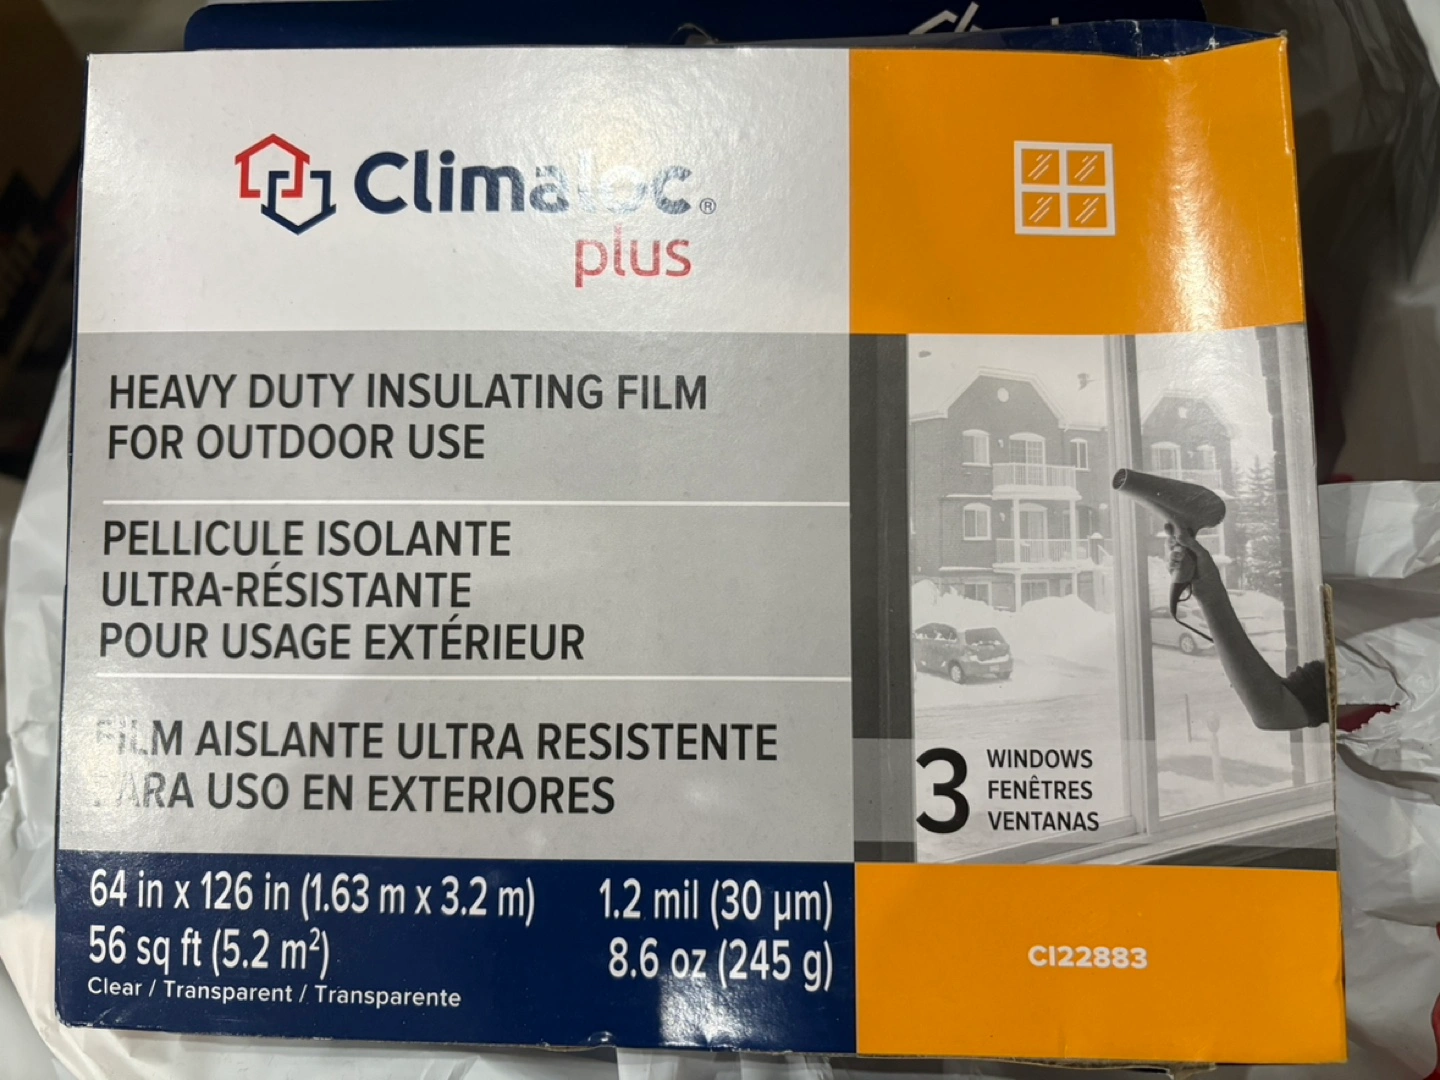 Climaloc®
plus
HEAVY DUTY INSULATING FILM
FOR OUTDOOR USE
PELLICULE ISOLANTE
ULTRA-RÉSISTANTE
POUR USAGE EXTÉRIEUR
FILM AISLANTE ULTRA RESISTENTE
PARA USO EN EXTERIORES
3
WINDOWS
FENÊTRES
VENTANAS
64 in x 126 in (1.63 m x 3.2 m)
56 sq ft (5.2 m²)
Clear / Transparent / Transparente
1.2 mil (30 µm)
8.6 oz (245 g)
CI22883